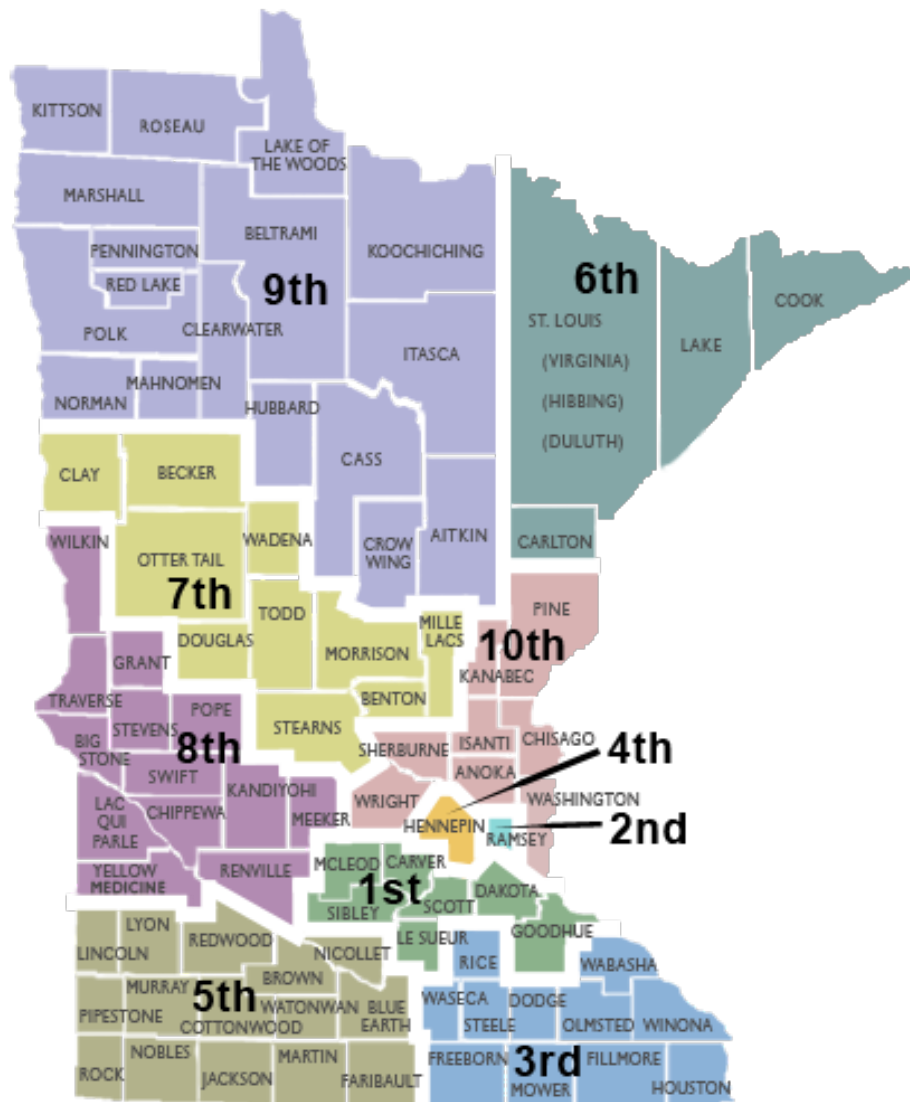 KITTSON
ROSEAU
LAKE OF
THE WOODS
MARSHALL
BELTRAMI
KOOCHICHING
PENNINGTON
9th
6th
RED LAKE
COOK
POLK
CLEARWATER
ST. LOUIS
ITASCA
LAKE
(VIRGINIA)
MAHNOMEN
NORMAN
HUBBARD
(HIBBING)
(DULUTH)
CASS
CLAY
BECKER
WILKIN
WADENA
AITKIN
CARLTON
CROW
WING
OTTER TAIL
7th
TODD
PINE
MILLE
LACS
DOUGLAS
10th
GRANT
MORRISON
KANABEC
TRAVERSE
BENTON
POPE
STEVENS
STEARNS
8th
BIG
STONE
SHERBURNE
ISANTI
CHISAGO
4th
SWIFT
ANOKA
KANDIYOHI
WRIGHT
WASHINGTON
LAC
QUI
PARLE
CHIPPEWA
MEEKER
HENNEPIN
2nd
RAMSEY
RENVILLE
MCLEOD
CARVER
YELLOW
MEDICINE
1st
DAKOTA
SIBLEY
SCOTT
LYON
REDWOOD
LE SUEUR
GOODHUE
LINCOLN
NICOLLET
RICE
WABASHA
BROWN
MURRAY
5th
WATONWAN
BLUE
EARTH
WASECA
DODGE
PIPESTONE
COTTONWOOD
STEELE
OLMSTED
WINONA
NOBLES
MARTIN
FREEBORN
3rd
FILLMORE
ROCK
JACKSON
FARIBAULT
MOWER
HOUSTON